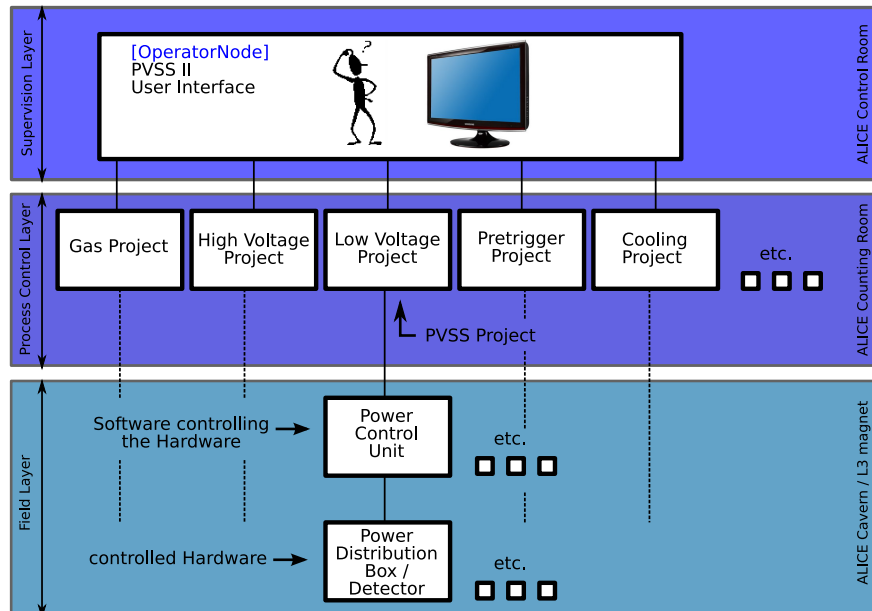 Supervision Layer
[OperatorNode]
PVSS II
User Interface
?
ALICE Control Room
Process Control Layer
Gas Project
High Voltage
Project
Low Voltage
Project
Pretrigger
Project
Cooling
Project
etc.
PVSS Project
ALICE Counting Room
Field Layer
Software controlling
the Hardware
Power
Control
Unit
etc.
controlled Hardware
Power
Distribution
Box /
Detector
etc.
ALICE Cavern / L3 magnet